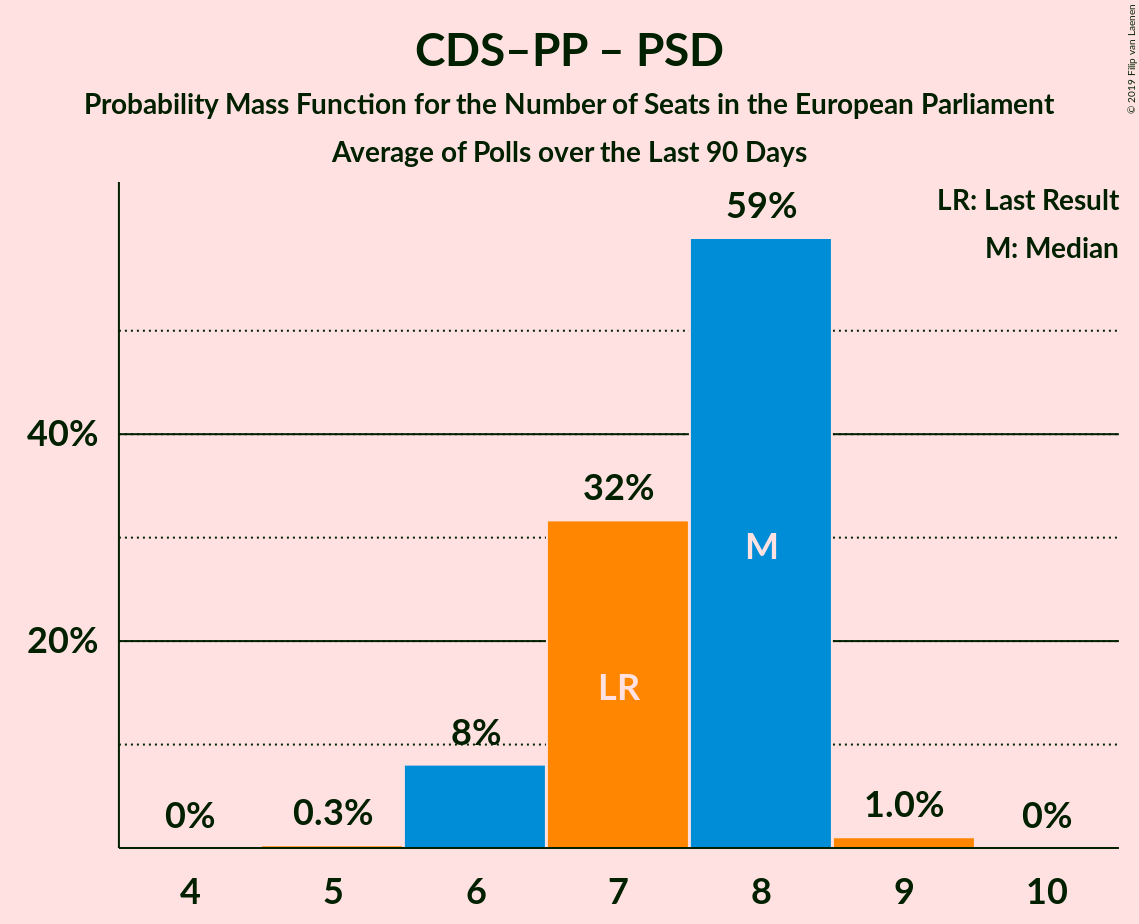 CDS–PP – PSD
Probability Mass Function for the Number of Seats in the European Parliament
Average of Polls over the Last 90 Days
© 2019 Filip van Laenen
LR: Last Result
M: Median
59%
40%
32%
M
20%
LR
8%
0%
0.3%
1.0%
0%
4 5 6 7 8 9 10